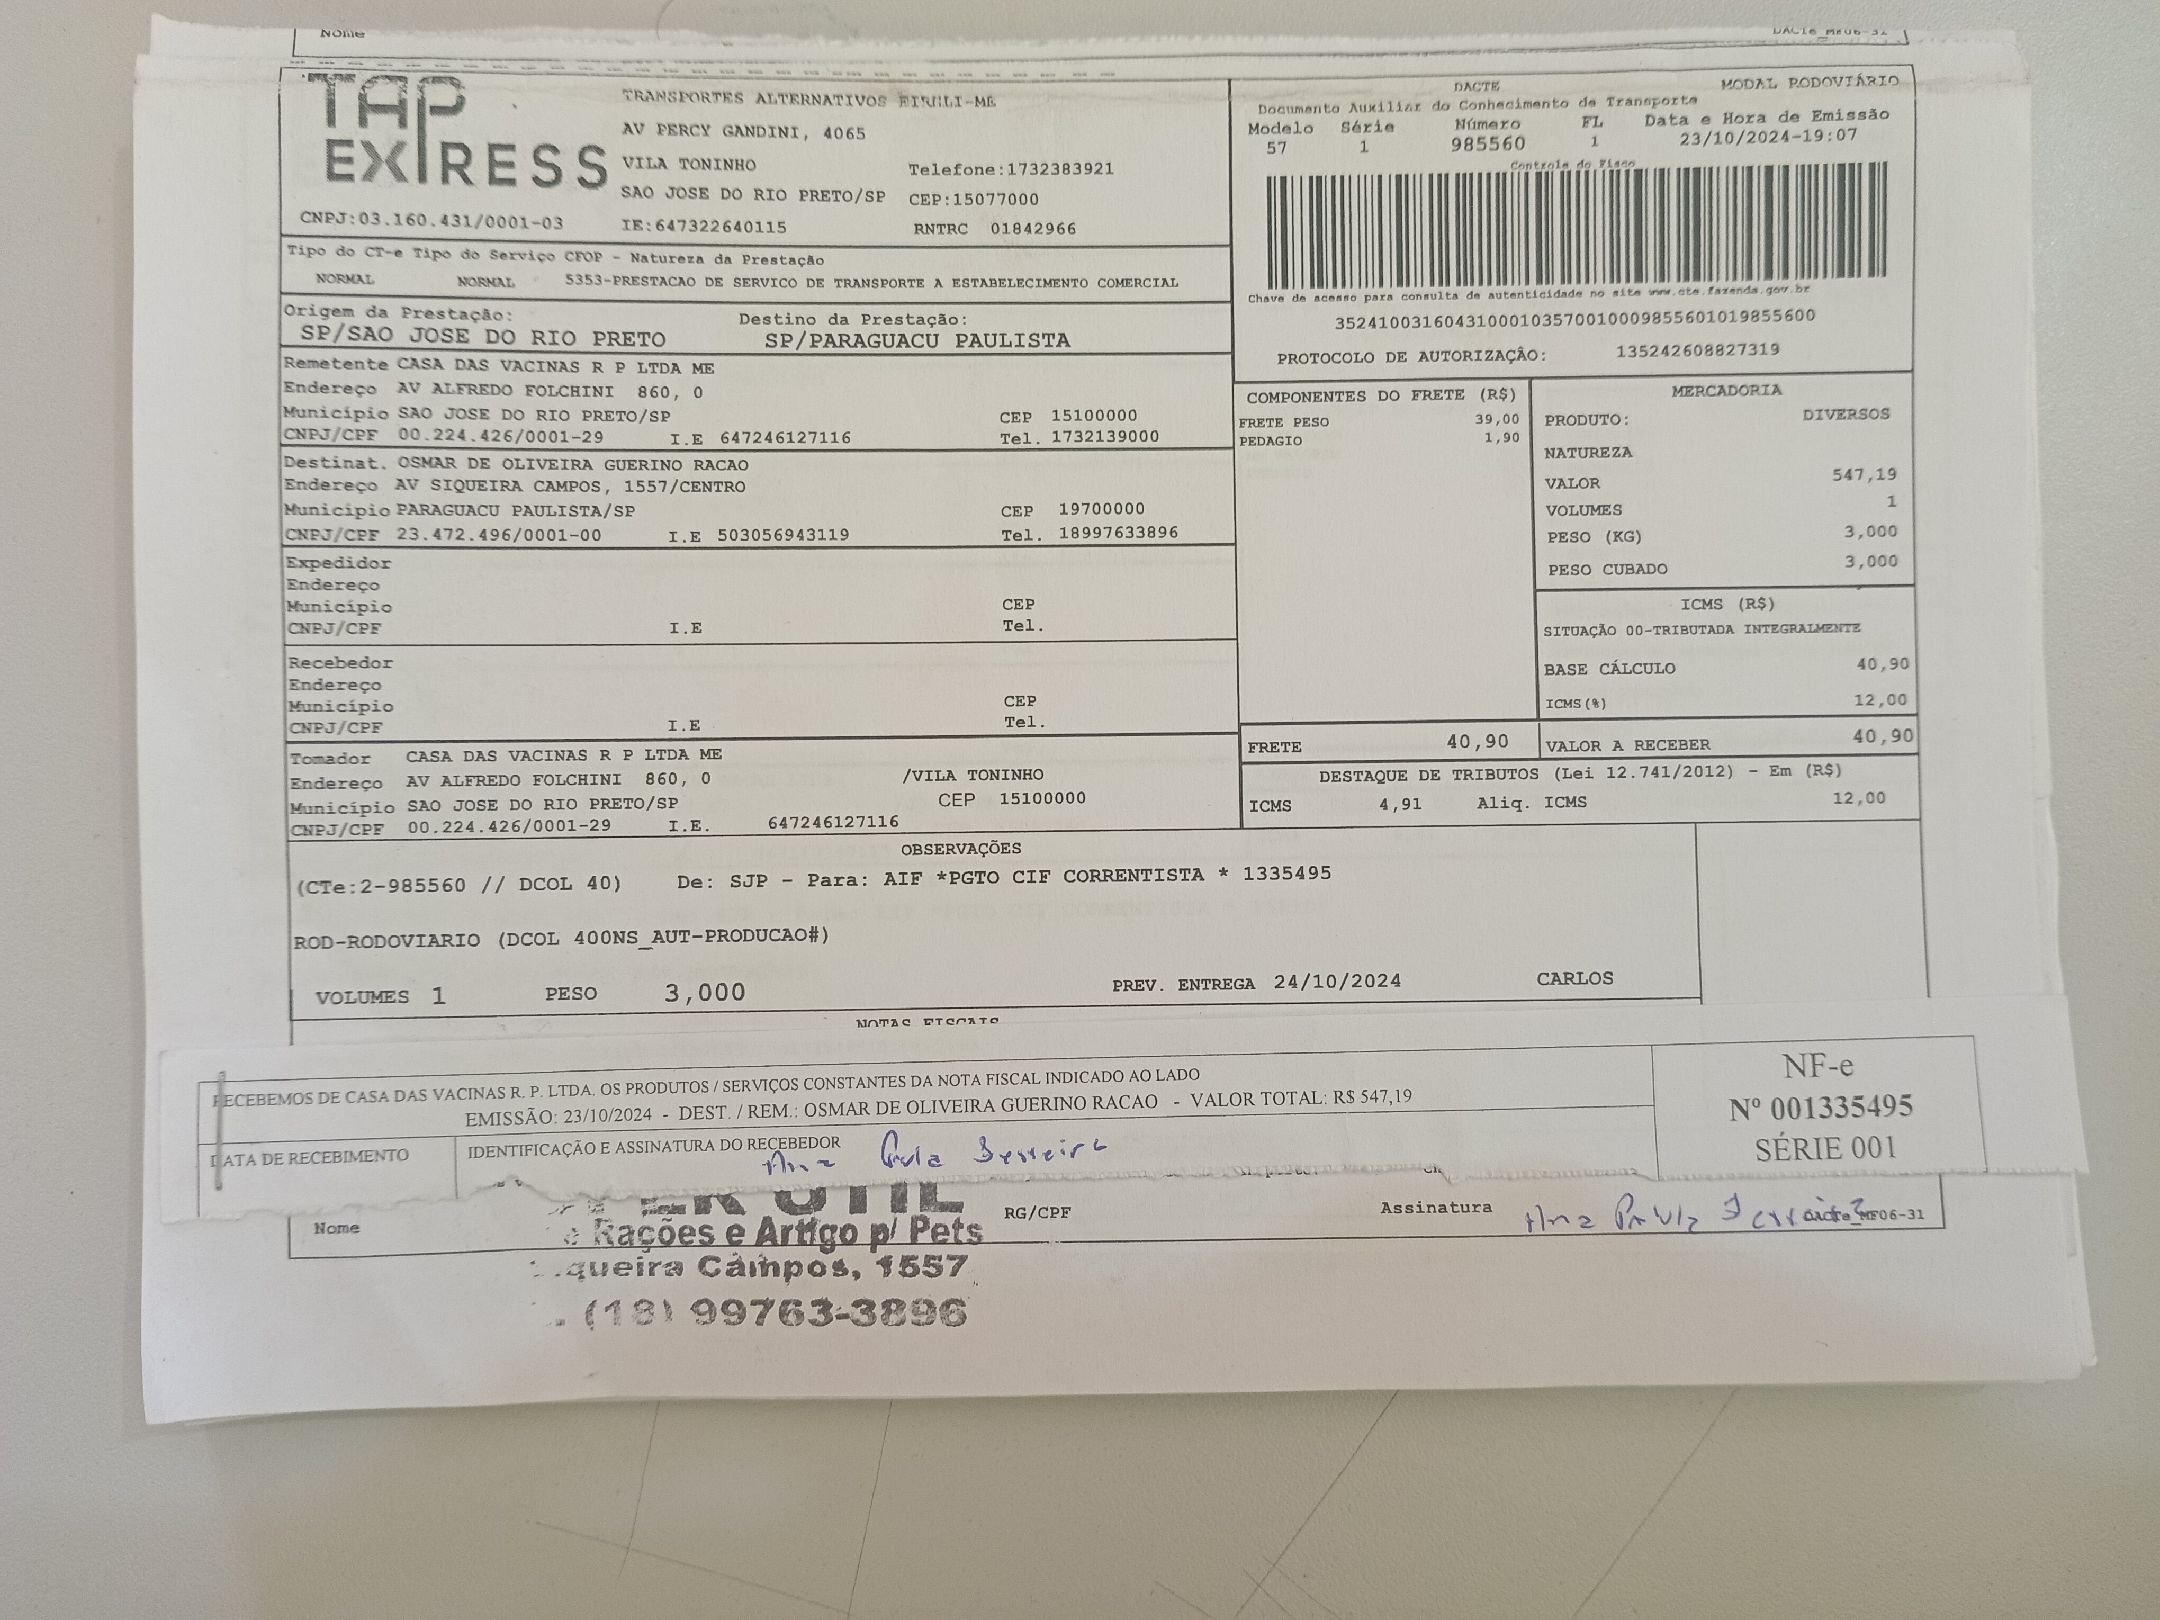 Nome
TAP EXPRESS
TRANSPORTES ALTERNATIVOS EIRELI-ME
AV PERCY GANDINI, 4065
VILA TONINHO Telefone:1732383921
SAO JOSE DO RIO PRETO/SP CEP:15077000
CNPJ:03.160.431/0001-03 IE:647322640115 RNTRC 01842966
DACTE MODAL RODOVIÁRIO
Documento Auxiliar do Conhecimento de Transporte
Modelo Série Número FL Data e Hora de Emissão
57 1 985560 1 23/10/2024-19:07
Controle do Fisco
Chave de acesso para consulta de autenticidade no site www.cte.fazenda.gov.br
35241003160431000103570010009855601019855600
PROTOCOLO DE AUTORIZAÇÃO: 135242608827319
Tipo do CT-e Tipo do Serviço CFOP - Natureza da Prestação
NORMAL NORMAL 5353-PRESTACAO DE SERVICO DE TRANSPORTE A ESTABELECIMENTO COMERCIAL
Origem da Prestação: Destino da Prestação:
SP/SAO JOSE DO RIO PRETO SP/PARAGUACU PAULISTA
Remetente CASA DAS VACINAS R P LTDA ME
Endereço AV ALFREDO FOLCHINI 860, 0
Município SAO JOSE DO RIO PRETO/SP CEP 15100000
CNPJ/CPF 00.224.426/0001-29 I.E 647246127116 Tel. 1732139000
Destinat. OSMAR DE OLIVEIRA GUERINO RACAO
Endereço AV SIQUEIRA CAMPOS, 1557/CENTRO
Município PARAGUACU PAULISTA/SP CEP 19700000
CNPJ/CPF 23.472.496/0001-00 I.E 503056943119 Tel. 18997633896
Expedidor
Endereço
Município CEP
CNPJ/CPF I.E Tel.
Recebedor
Endereço
Município CEP
CNPJ/CPF I.E Tel.
Tomador CASA DAS VACINAS R P LTDA ME
Endereço AV ALFREDO FOLCHINI 860, 0 /VILA TONINHO
Município SAO JOSE DO RIO PRETO/SP CEP 15100000
CNPJ/CPF 00.224.426/0001-29 I.E. 647246127116
COMPONENTES DO FRETE (R$)
FRETE PESO 39,00
PEDAGIO 1,90
MERCADORIA
PRODUTO: DIVERSOS
NATUREZA
VALOR 547,19
VOLUMES 1
PESO (KG) 3,000
PESO CUBADO 3,000
ICMS (R$)
SITUAÇÃO 00-TRIBUTADA INTEGRALMENTE
BASE CÁLCULO 40,90
ICMS(%) 12,00
FRETE 40,90 VALOR A RECEBER 40,90
DESTAQUE DE TRIBUTOS (Lei 12.741/2012) - Em (R$)
ICMS 4,91 Aliq. ICMS 12,00
OBSERVAÇÕES
(CTe:2-985560 // DCOL 40) De: SJP - Para: AIF *PGTO CIF CORRENTISTA * 1335495
ROD-RODOVIARIO (DCOL 400NS_AUT-PRODUCAO#)
VOLUMES 1 PESO 3,000 PREV. ENTREGA 24/10/2024 CARLOS
NOTAS FISCAIS
RECEBEMOS DE CASA DAS VACINAS R. P. LTDA. OS PRODUTOS / SERVIÇOS CONSTANTES DA NOTA FISCAL INDICADO AO LADO
EMISSÃO: 23/10/2024 - DEST. / REM.: OSMAR DE OLIVEIRA GUERINO RACAO - VALOR TOTAL: R$ 547,19
DATA DE RECEBIMENTO IDENTIFICAÇÃO E ASSINATURA DO RECEBEDOR
Ana Paula Ferreira
NF-e
Nº 001335495
SÉRIE 001
Nome RG/CPF Assinatura Ana Paula Ferreira
MF06-31
Rações e Artigo p/ Pets
queira Campos, 1557
(18) 99763-3896